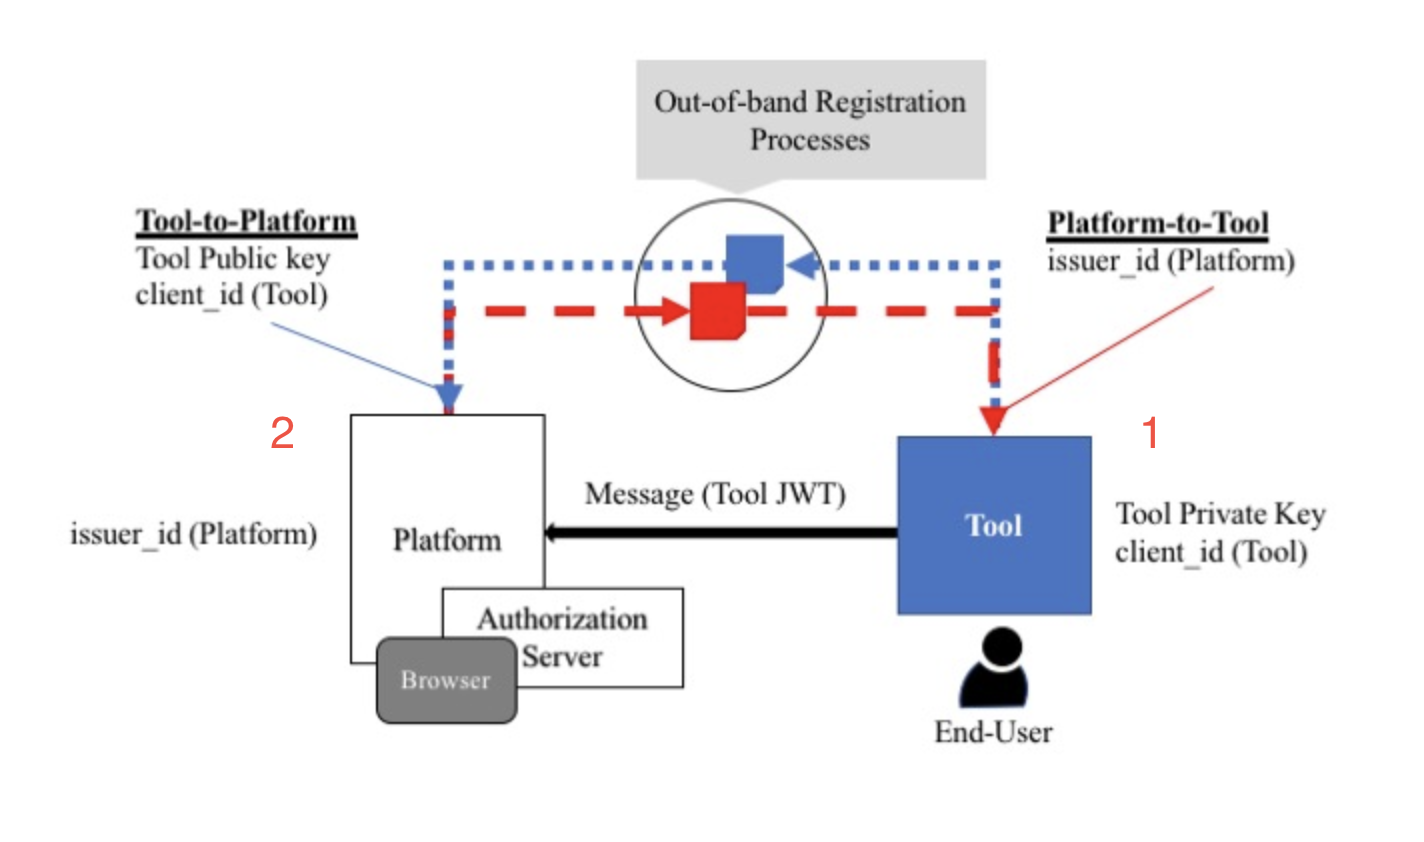 Out-of-band Registration
Processes
Tool-to-Platform
Tool Public key
client_id (Tool)
Platform-to-Tool
issuer_id (Platform)
2
1
Message (Tool JWT)
issuer_id (Platform)
Platform
Tool
Tool Private Key
client_id (Tool)
Authorization
Server
Browser
End-User